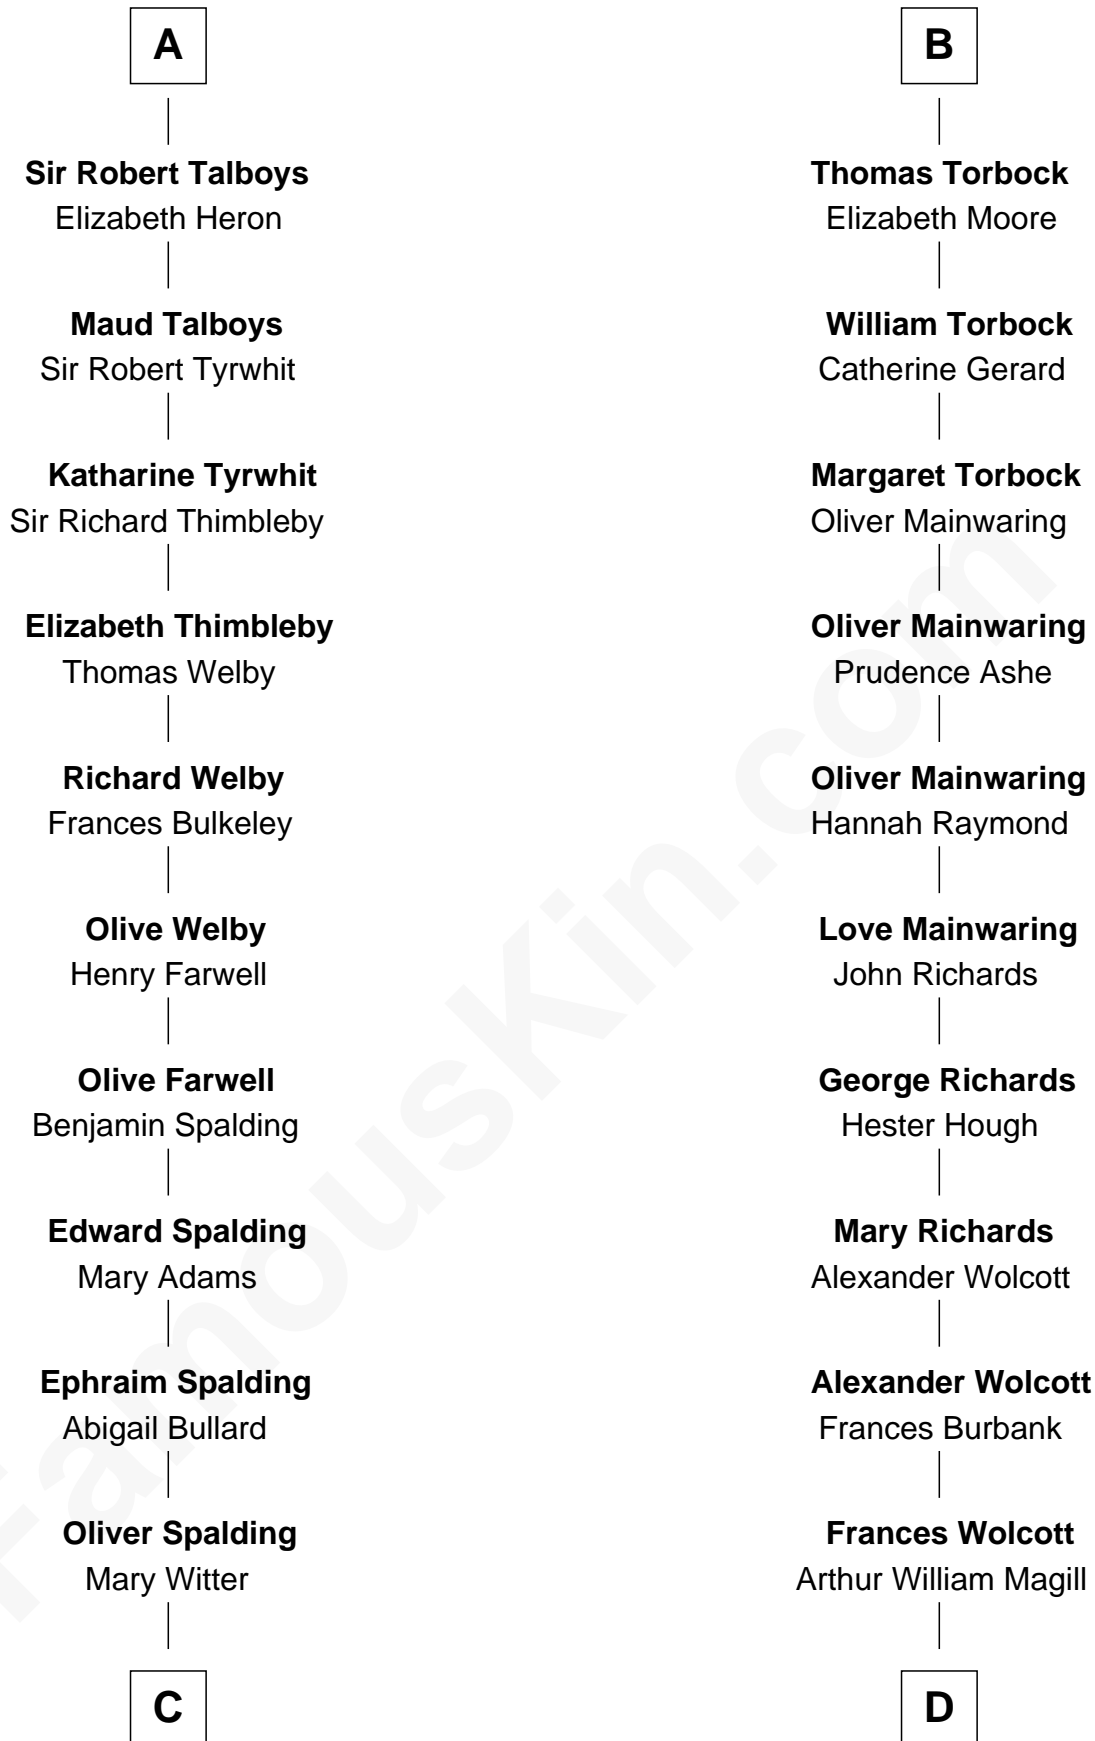 A
Sir Robert Talboys
Elizabeth Heron
Maud Talboys
Sir Robert Tyrwhit
Katharine Tyrwhit
Sir Richard Thimbleby
Elizabeth Thimbleby
Thomas Welby
Richard Welby
Frances Bulkeley
Olive Welby
Henry Farwell
Olive Farwell
Benjamin Spalding
Edward Spalding
Mary Adams
Ephraim Spalding
Abigail Bullard
Oliver Spalding
Mary Witter
C
B
Thomas Torbock
Elizabeth Moore
William Torbock
Catherine Gerard
Margaret Torbock
Oliver Mainwaring
Oliver Mainwaring
Prudence Ashe
Oliver Mainwaring
Hannah Raymond
Love Mainwaring
John Richards
George Richards
Hester Hough
Mary Richards
Alexander Wolcott
Alexander Wolcott
Frances Burbank
Frances Wolcott
Arthur William Magill
D
FamousKin.com